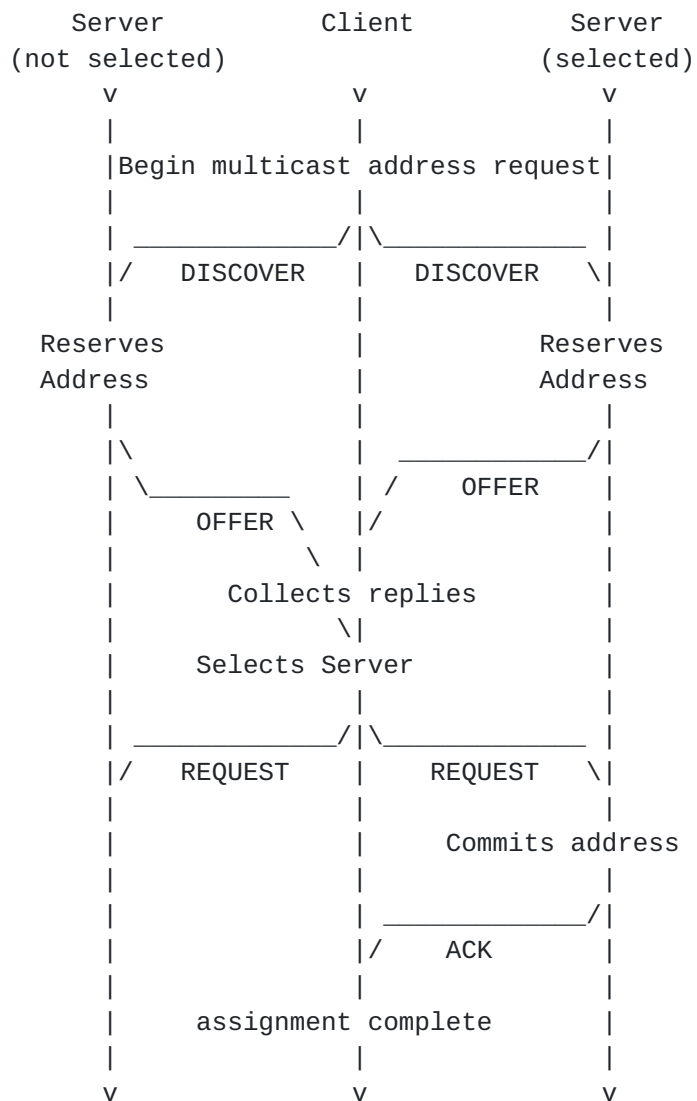 Server Client Server
(not selected) (selected)
v v v
Begin multicast address request
DISCOVER DISCOVER
Reserves Reserves
Address Address
OFFER
OFFER
Collects replies
Selects Server
REQUEST REQUEST
Commits address
ACK
assignment complete
v v v